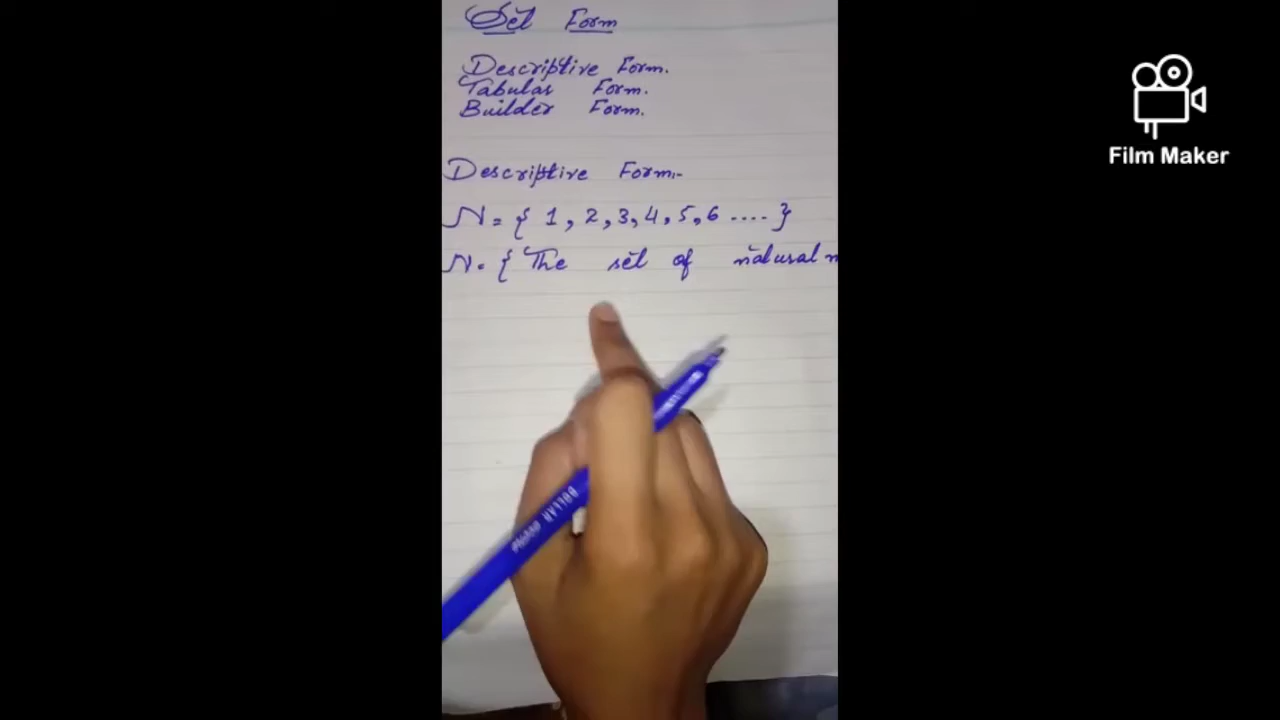 Set Form
Descriptive Form.
Tabular Form.
Builder Form.
Descriptive Form:-
N = { 1, 2, 3, 4, 5, 6 .... }
N = { The set of natural n
Film Maker
DOLLAR